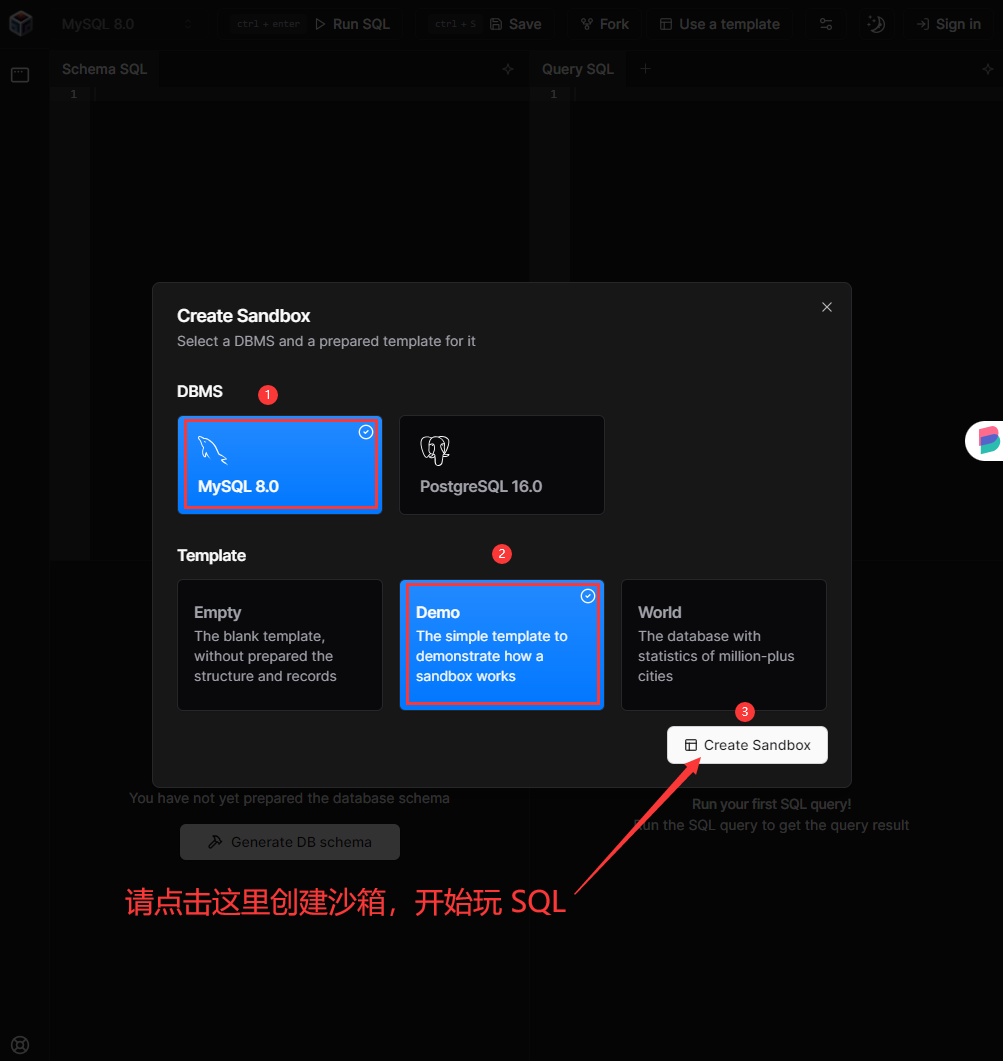 MySQL 8.0
ctrl + enter Run SQL
ctrl + S Save
Fork
Use a template
Sign in
Schema SQL
Query SQL
1
1
Create Sandbox
Select a DBMS and a prepared template for it
DBMS
1
MySQL 8.0
PostgreSQL 16.0
Template
2
Empty
The blank template,
without prepared the
structure and records
Demo
The simple template to
demonstrate how a
sandbox works
World
The database with
statistics of million-plus
cities
3
Create Sandbox
You have not yet prepared the database schema
Generate DB schema
Run your first SQL query!
Run the SQL query to get the query result
请点击这里创建沙箱，开始玩 SQL